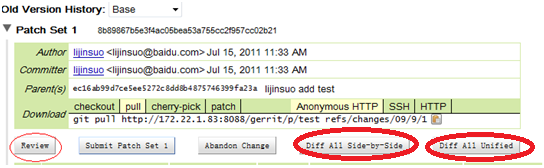 Old Version History: Base
Patch Set 1 8b89867b5e3f4ac05bea53a755cc2f957cc02b21
Author lijinsuo <lijinsuo@baidu.com> Jul 15, 2011 11:33 AM
Committer lijinsuo <lijinsuo@baidu.com> Jul 15, 2011 11:33 AM
Parent(s) ec16ab99d7ce5ee5272c8dd8b4875746399fa23a lijinsuo add test
Download checkout pull cherry-pick patch Anonymous HTTP SSH HTTP
git pull http://172.22.1.83:8088/gerrit/p/test refs/changes/09/9/1
Review Submit Patch Set 1 Abandon Change Diff All Side-by-Side Diff All Unified